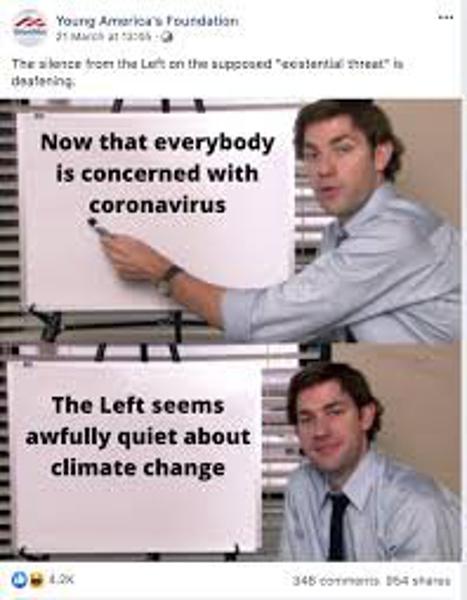 Young America's Foundation
21 March at 13:05
The silence from the Left on the supposed "existential threat" is
deafening.
Now that everybody
is concerned with
coronavirus
The Left seems
awfully quiet about
climate change
4.2K
348 comments 954 shares